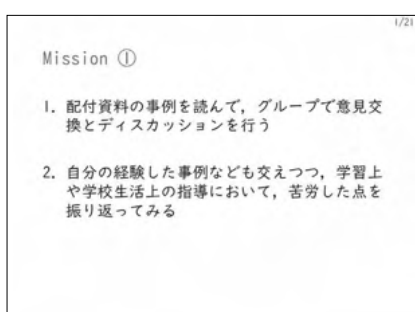 1/21
Mission ①
1. 配付資料の事例を読んで，グループで意見交
換とディスカッションを行う
2. 自分の経験した事例なども交えつつ，学習上
や学校生活上の指導において，苦労した点を
振り返ってみる